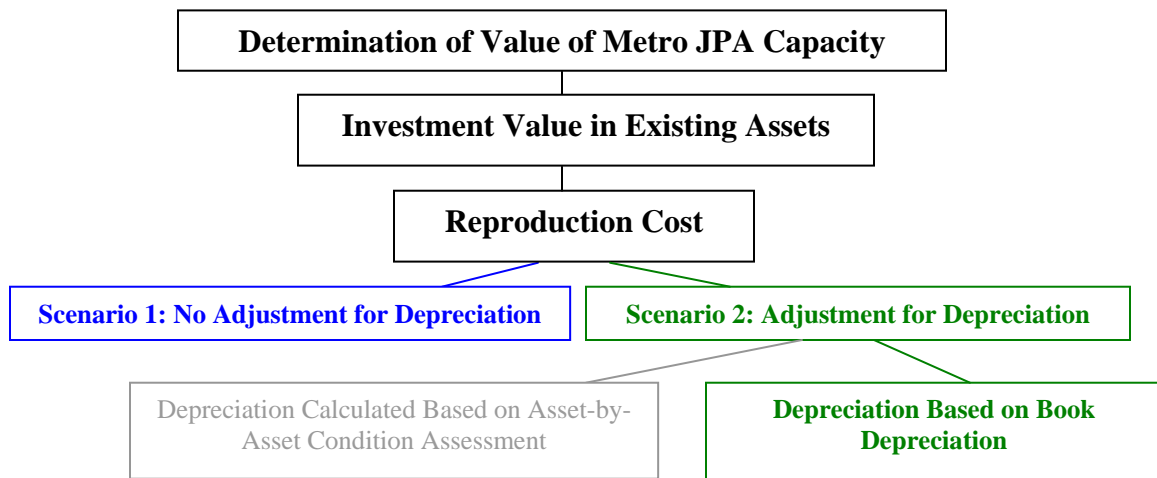 Determination of Value of Metro JPA Capacity
Investment Value in Existing Assets
Reproduction Cost
Scenario 1: No Adjustment for Depreciation
Scenario 2: Adjustment for Depreciation
Depreciation Calculated Based on Asset-by-
Asset Condition Assessment
Depreciation Based on Book
Depreciation